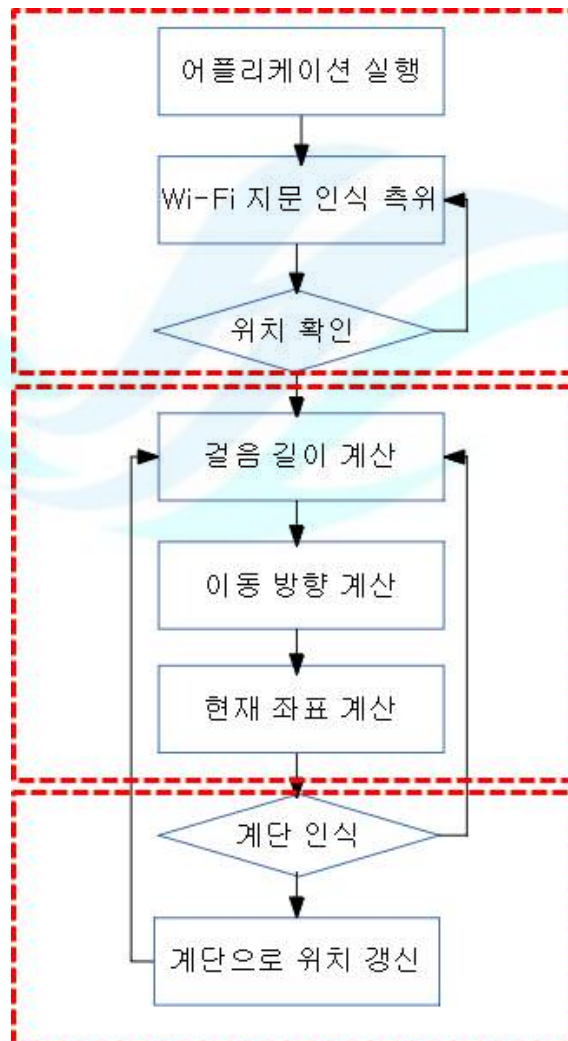 어플리케이션 실행
Wi-Fi 지문 인식 측위
위치 확인
걸음 길이 계산
이동 방향 계산
현재 좌표 계산
계단 인식
계단으로 위치 갱신